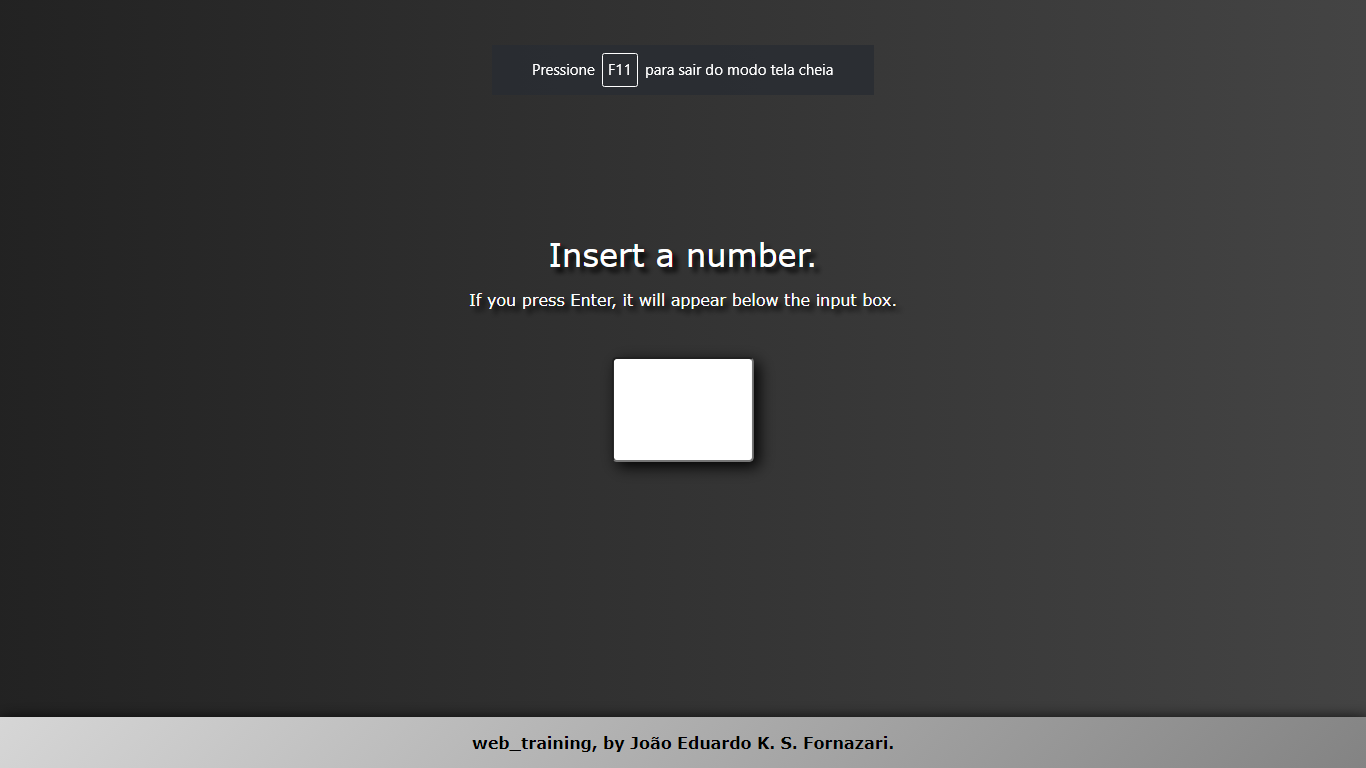 Pressione F11 para sair do modo tela cheia
Insert a number.
If you press Enter, it will appear below the input box.
web_training, by João Eduardo K. S. Fornazari.